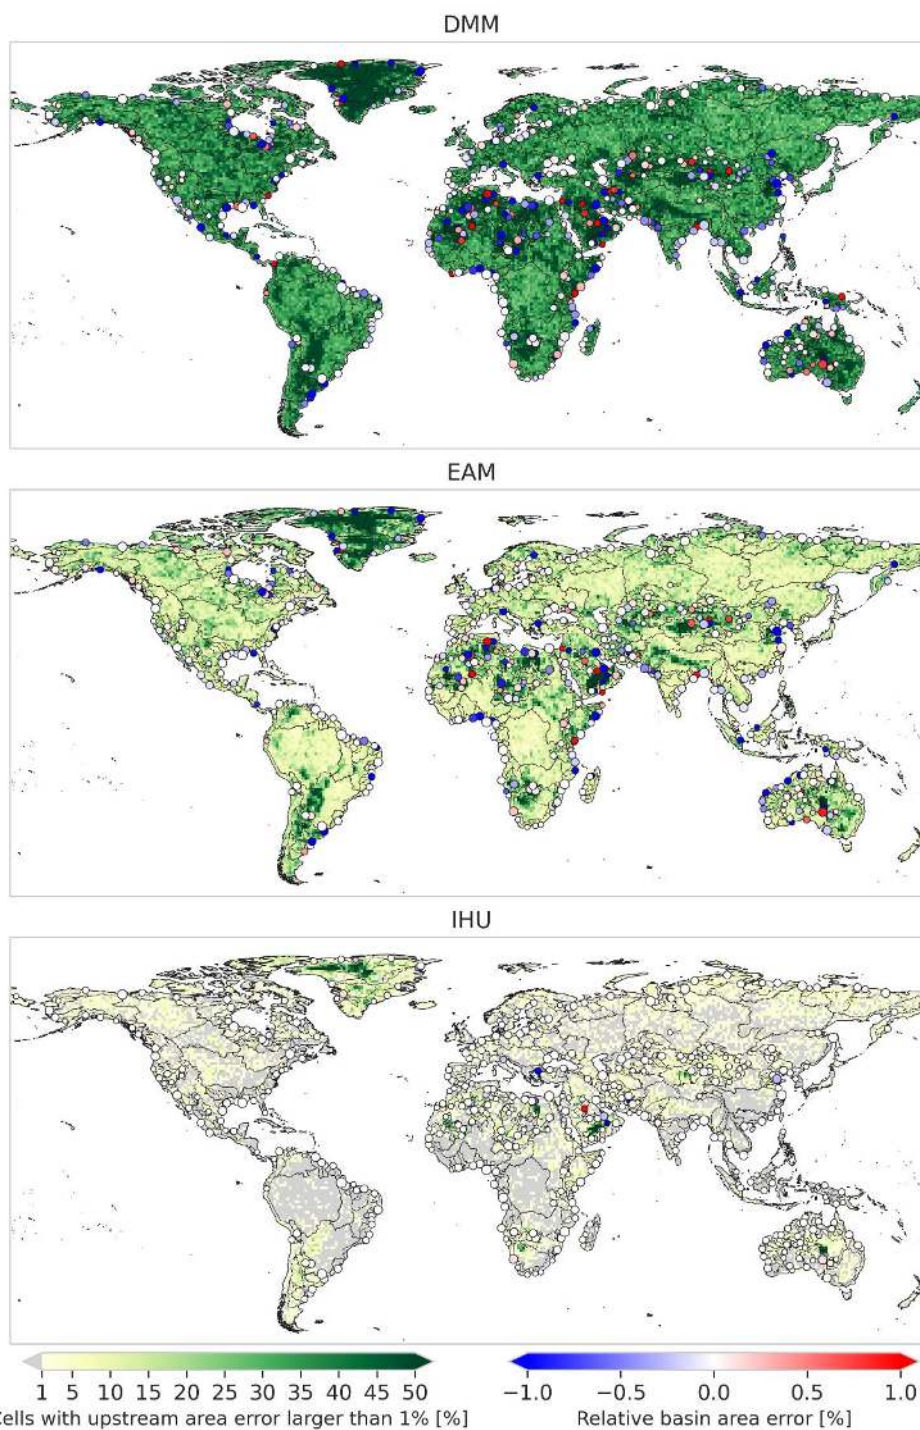 DMM
EAM
IHU
1 5 10 15 20 25 30 35 40 45 50
Cells with upstream area error larger than 1% [%]
−1.0 −0.5 0.0 0.5 1.0
Relative basin area error [%]